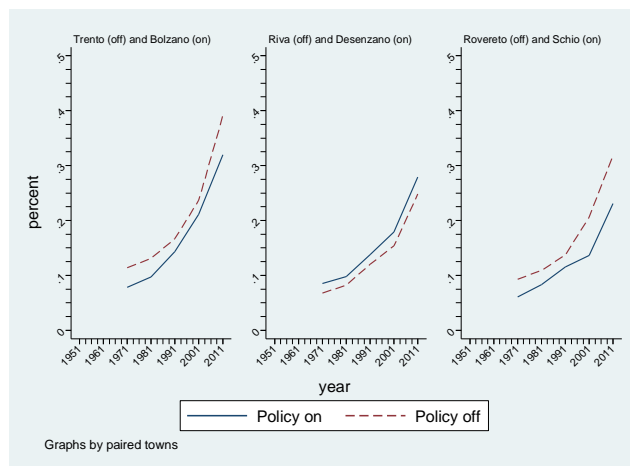 Trento (off) and Bolzano (on)
Riva (off) and Desenzano (on)
Rovereto (off) and Schio (on)
percent
0 .1 .2 .3 .4 .5
0 .1 .2 .3 .4 .5
0 .1 .2 .3 .4 .5
1951 1961 1971 1981 1991 2001 2011
1951 1961 1971 1981 1991 2001 2011
1951 1961 1971 1981 1991 2001 2011
year
Policy on Policy off
Graphs by paired towns